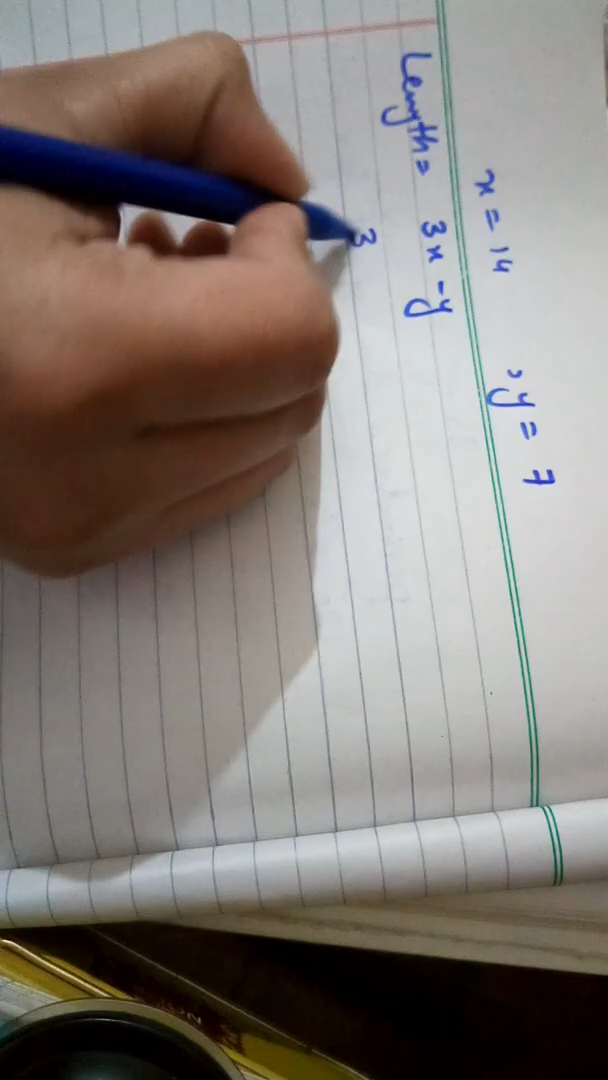 x = 14 , y = 7
Length = 3x - y
3